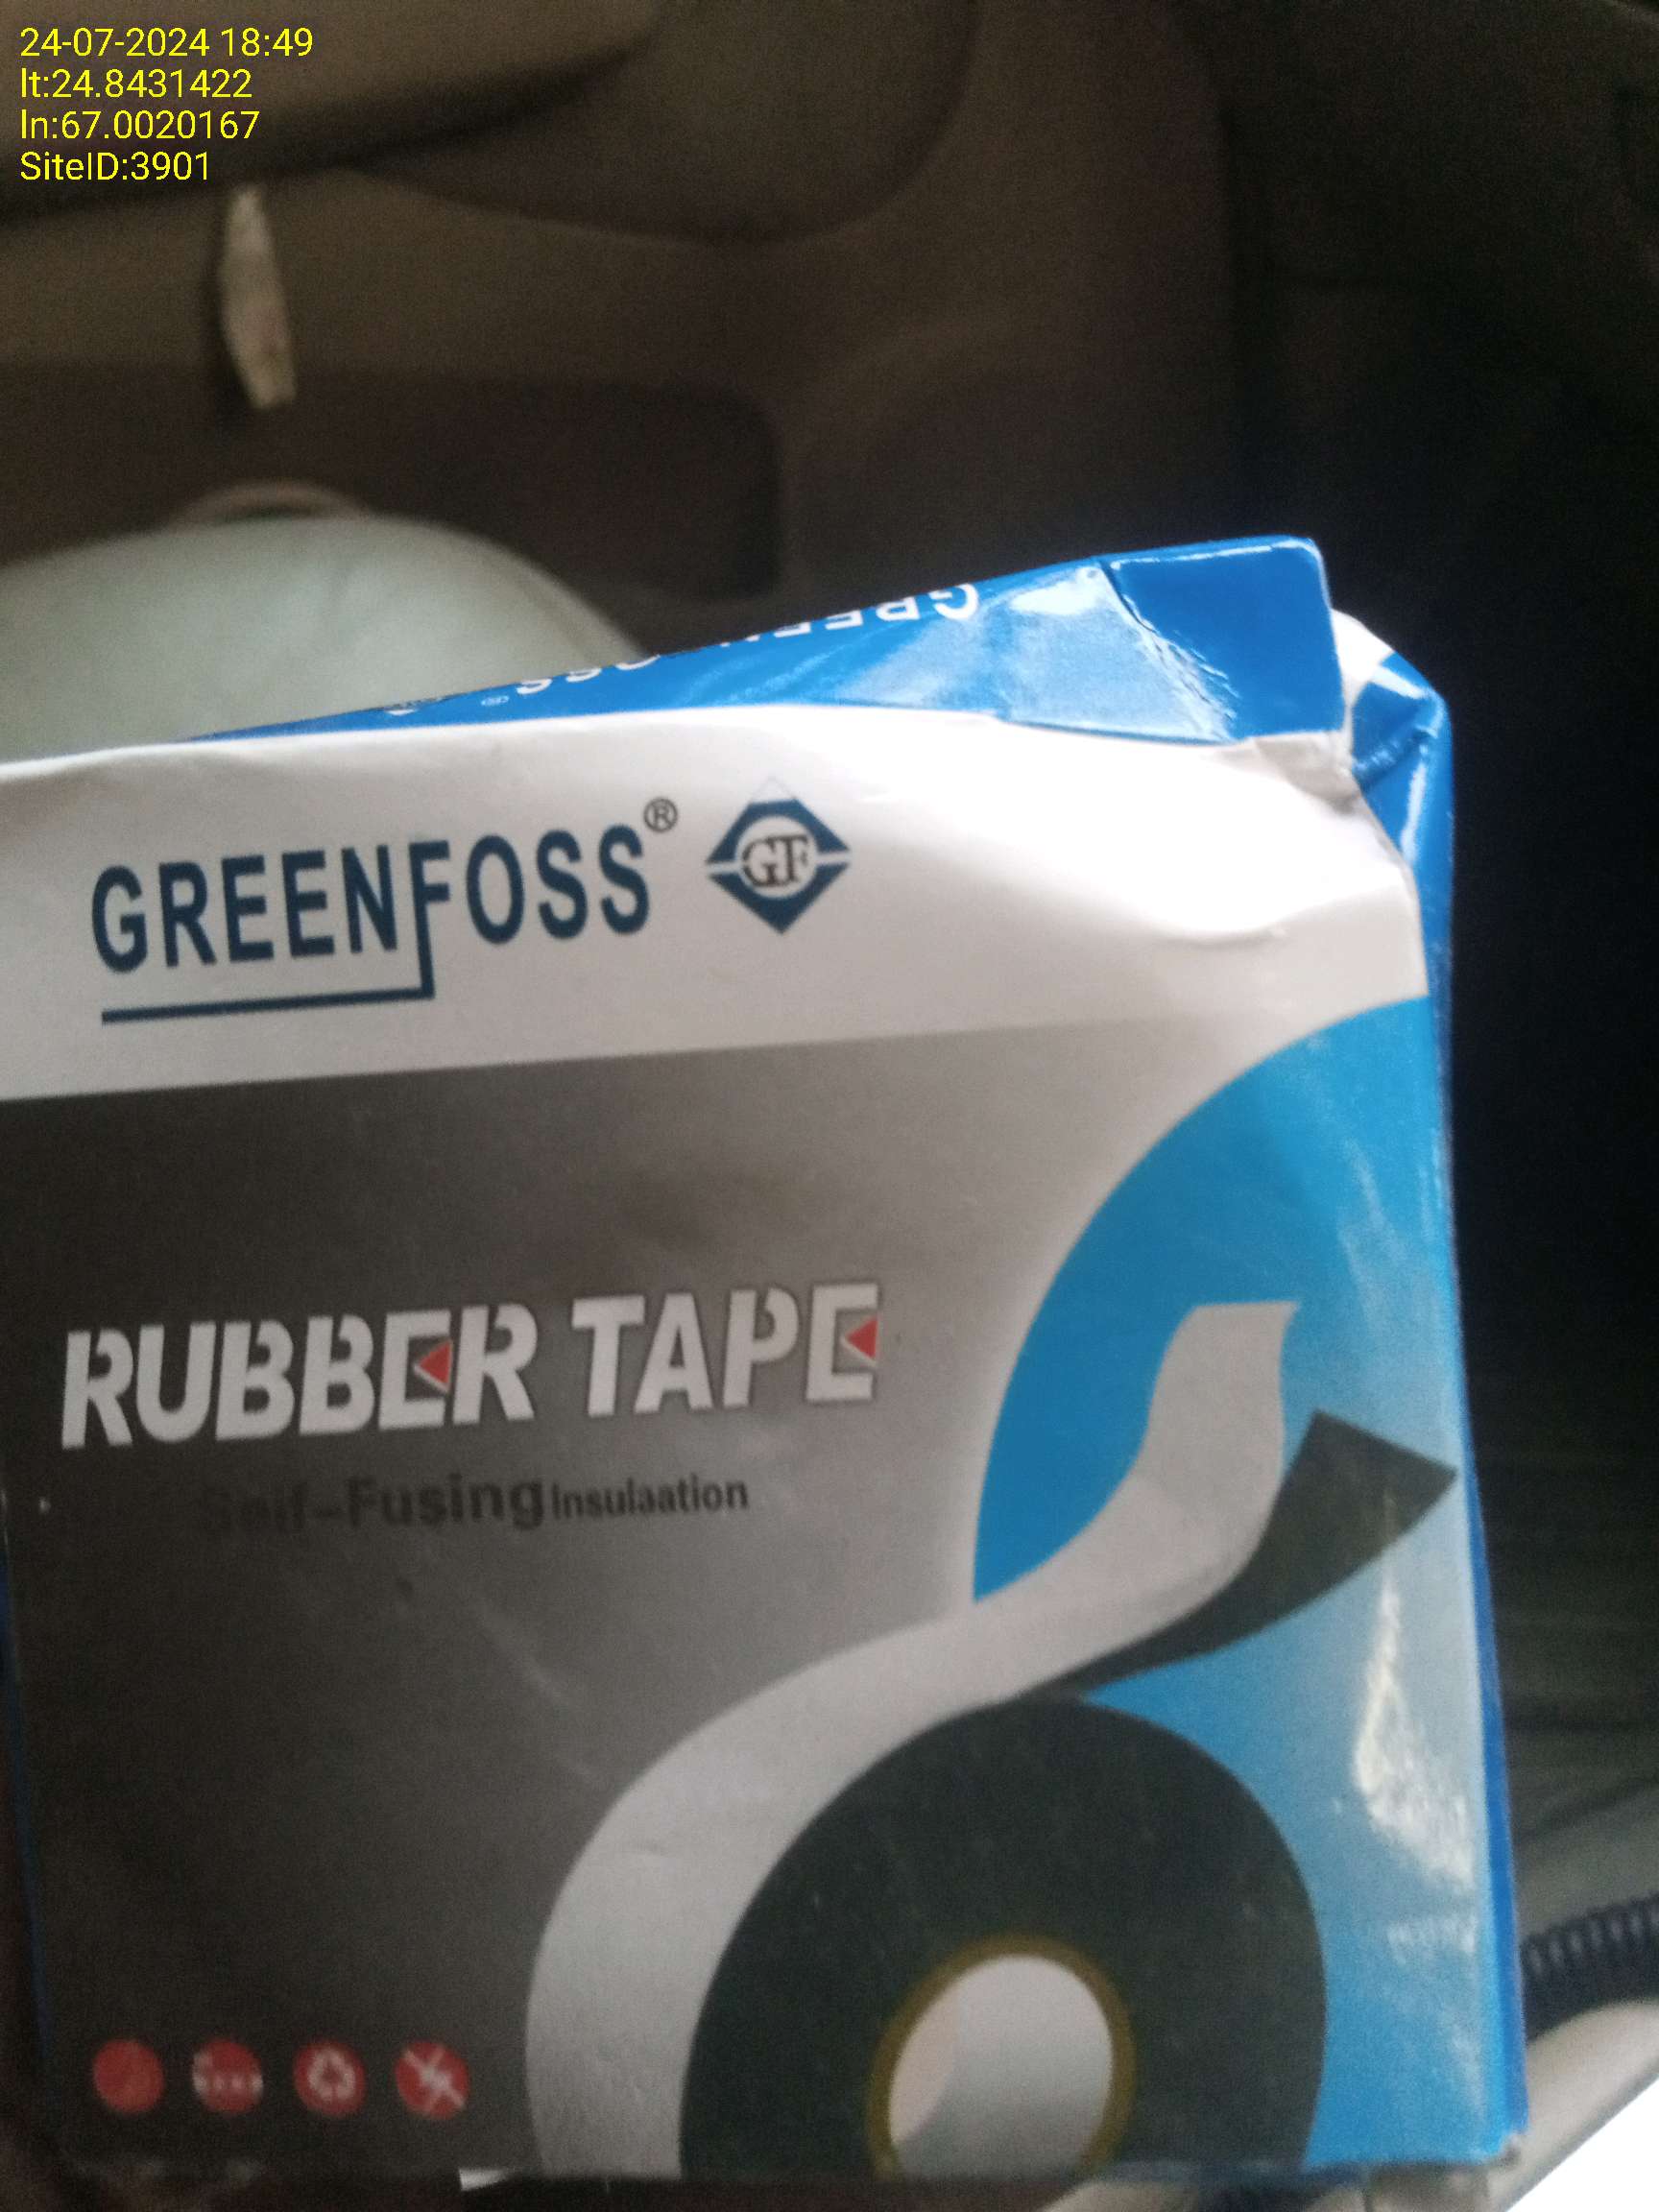 24-07-2024 18:49
lt:24.8431422
ln:67.0020167
SiteID:3901
GREENFOSS ®
GREENFOSS® GF
RUBBER TAPE
Self-Fusing Insulaation